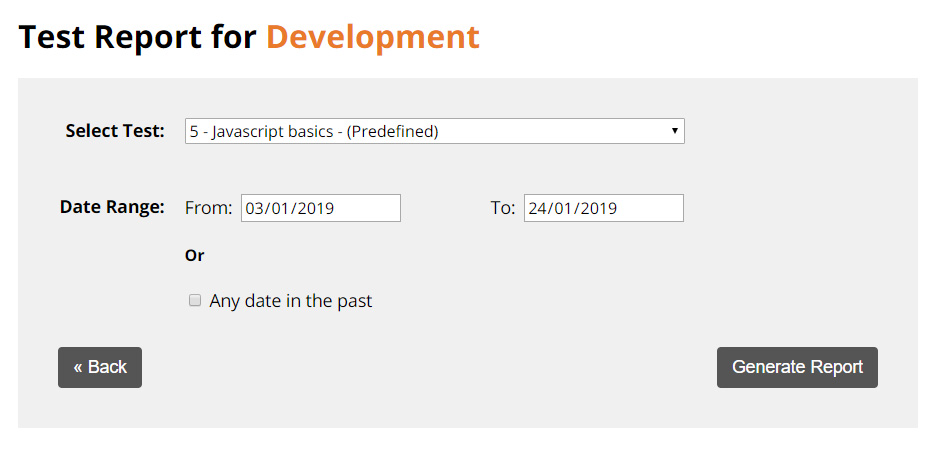 Test Report for Development
Select Test: 5 - Javascript basics - (Predefined)
Date Range: From: 03/01/2019 To: 24/01/2019
Or
Any date in the past
« Back Generate Report